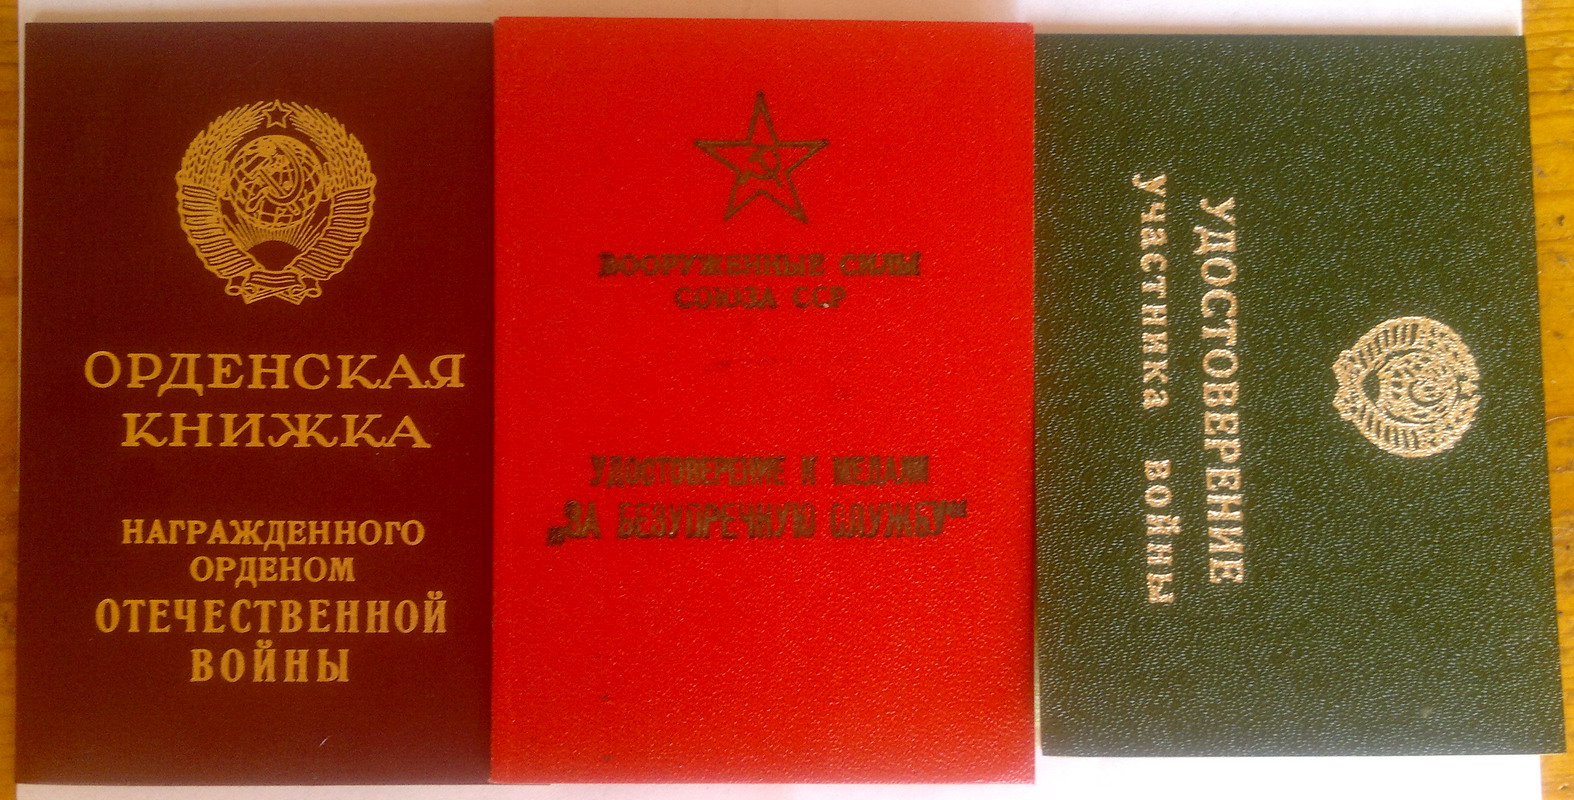 ОРДЕНСКАЯ
КНИЖКА
НАГРАЖДЕННОГО
ОРДЕНОМ
ОТЕЧЕСТВЕННОЙ
ВОЙНЫ
ВООРУЖЕННЫЕ СИЛЫ
СОЮЗА ССР
УДОСТОВЕРЕНИЕ К МЕДАЛИ
„ЗА БЕЗУПРЕЧНУЮ СЛУЖБУ“
УДОСТОВЕРЕНИЕ
участника войны